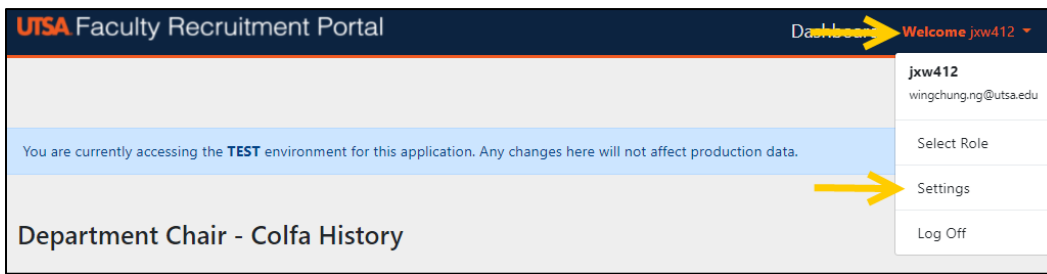 UTSA Faculty Recruitment Portal
Dashboard Welcome jxw412
jxw412
wingchung.ng@utsa.edu
Select Role
You are currently accessing the TEST environment for this application. Any changes here will not affect production data.
Settings
Department Chair - Colfa History
Log Off